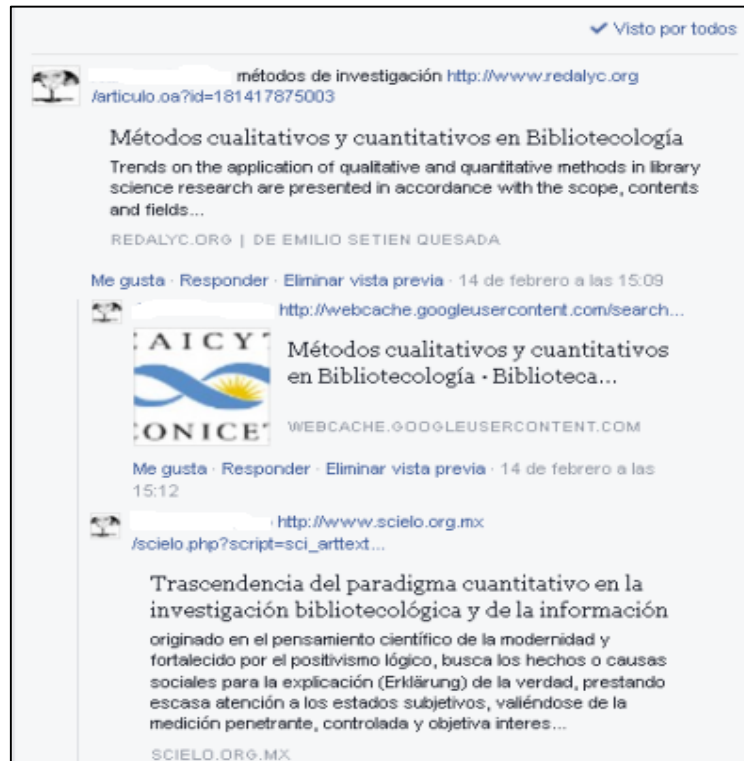 Visto por todos
métodos de investigación http://www.redalyc.org
/articulo.oa?id=181417875003
Métodos cualitativos y cuantitativos en Bibliotecología
Trends on the application of qualitative and quantitative methods in library
science research are presented in accordance with the scope, contents
and fields...
REDALYC.ORG | DE EMILIO SETIEN QUESADA
Me gusta · Responder · Eliminar vista previa · 14 de febrero a las 15:09
http://webcache.googleusercontent.com/search...
AICY
ONICE
Métodos cualitativos y cuantitativos
en Bibliotecología - Biblioteca...
WEBCACHE.GOOGLEUSERCONTENT.COM
Me gusta · Responder · Eliminar vista previa · 14 de febrero a las
15:12
http://www.scielo.org.mx
/scielo.php?script=sci_arttext...
Trascendencia del paradigma cuantitativo en la
investigación bibliotecológica y de la información
originado en el pensamiento científico de la modernidad y
fortalecido por el positivismo lógico, busca los hechos o causas
sociales para la explicación (Erklärung) de la verdad, prestando
escasa atención a los estados subjetivos, valiéndose de la
medición penetrante, controlada y objetiva interes...
SCIELO.ORG.MX